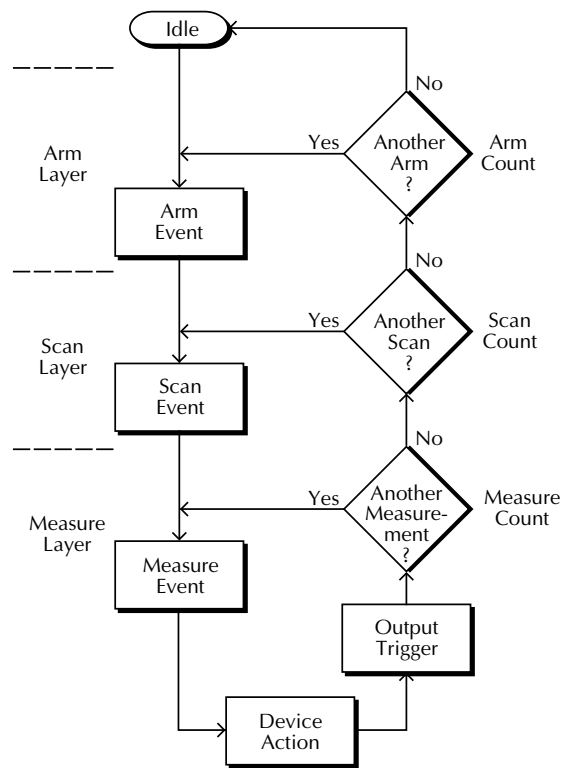 Idle
No
Yes
Another
Arm
?
Arm
Count
Arm
Layer
Arm
Event
No
Yes
Another
Scan
?
Scan
Count
Scan
Layer
Scan
Event
No
Yes
Another
Measure-
ment
?
Measure
Count
Measure
Layer
Measure
Event
Output
Trigger
Device
Action